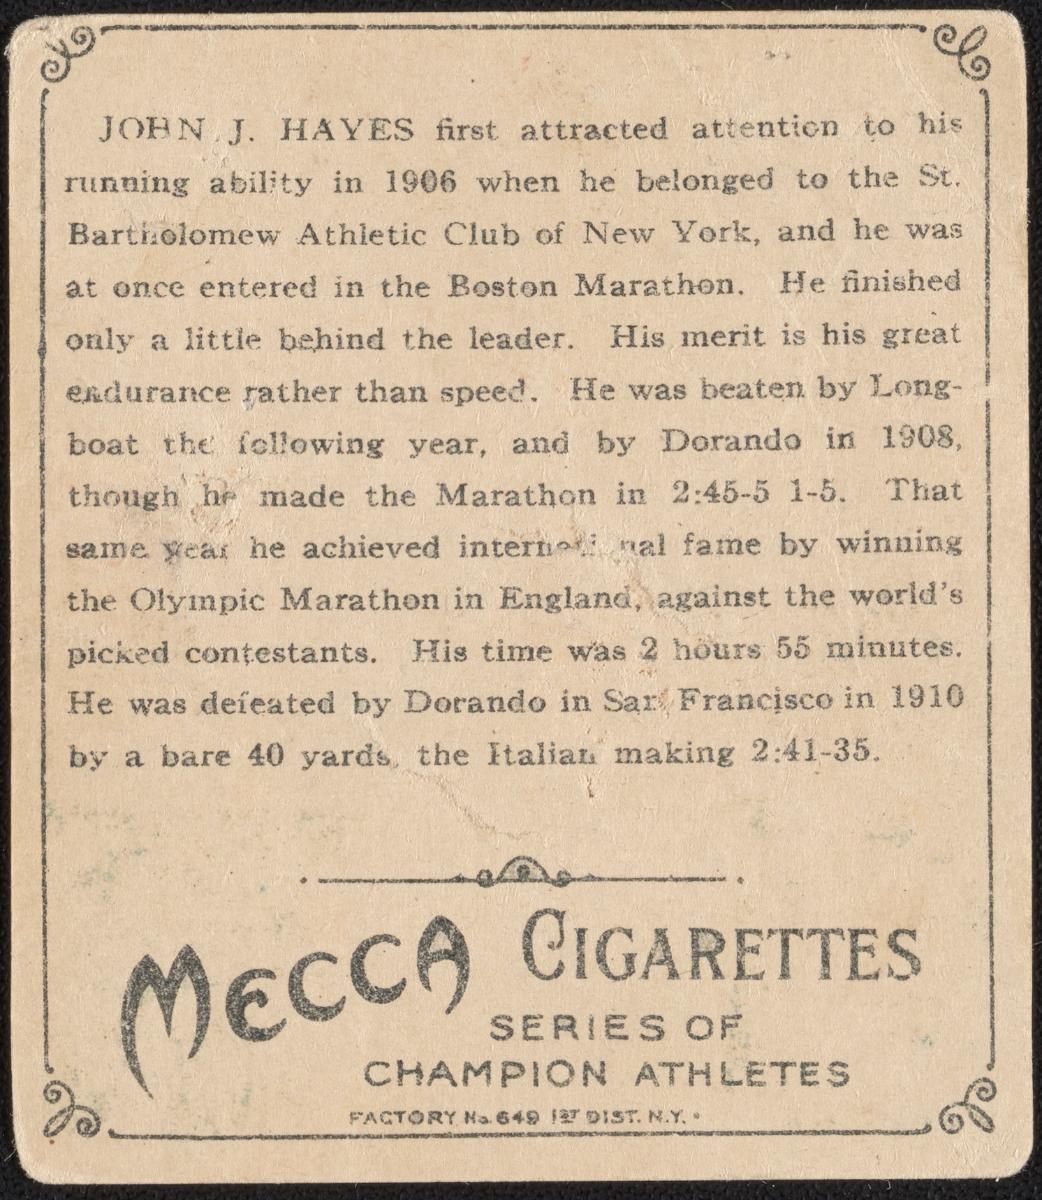 JOHN J. HAYES first attracted attention to his
running ability in 1906 when he belonged to the St.
Bartholomew Athletic Club of New York, and he was
at once entered in the Boston Marathon. He finished
only a little behind the leader. His merit is his great
endurance rather than speed. He was beaten by Long-
boat the following year, and by Dorando in 1908,
though he made the Marathon in 2:45-5 1-5. That
same year he achieved international fame by winning
the Olympic Marathon in England, against the world's
picked contestants. His time was 2 hours 55 minutes.
He was defeated by Dorando in San Francisco in 1910
by a bare 40 yards, the Italian making 2:41-35.
MECCA CIGARETTES
SERIES OF
CHAMPION ATHLETES
FACTORY No. 649 1ST DIST. N.Y.